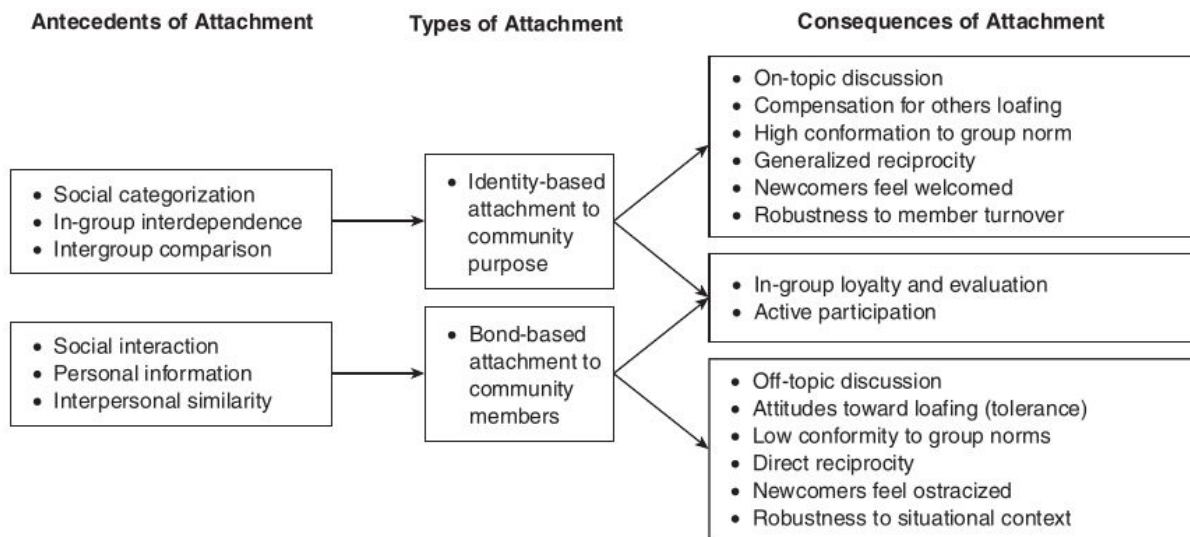 Antecedents of Attachment
Types of Attachment
Consequences of Attachment
• Social categorization
• In-group interdependence
• Intergroup comparison
• Social interaction
• Personal information
• Interpersonal similarity
• Identity-based
attachment to
community
purpose
• Bond-based
attachment to
community
members
• On-topic discussion
• Compensation for others loafing
• High conformation to group norm
• Generalized reciprocity
• Newcomers feel welcomed
• Robustness to member turnover
• In-group loyalty and evaluation
• Active participation
• Off-topic discussion
• Attitudes toward loafing (tolerance)
• Low conformity to group norms
• Direct reciprocity
• Newcomers feel ostracized
• Robustness to situational context